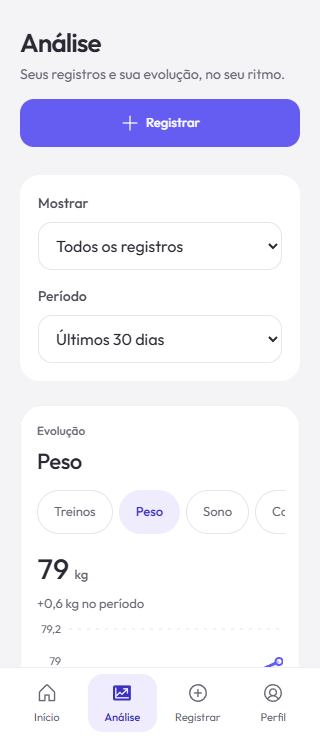 Análise
Seus registros e sua evolução, no seu ritmo.
Registrar
Mostrar
Todos os registros
Período
Últimos 30 dias
Evolução
Peso
Treinos Peso Sono
79 kg
+0,6 kg no período
79,2
79
Início Análise Registrar Perfil